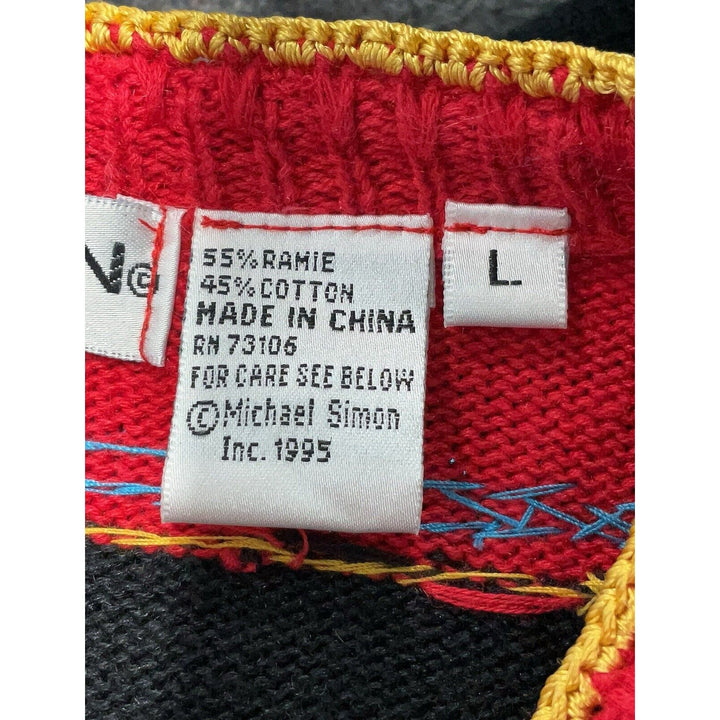 N©
55% RAMIE
45% COTTON
MADE IN CHINA
RN 73106
FOR CARE SEE BELOW
©Michael Simon
Inc. 1995
L